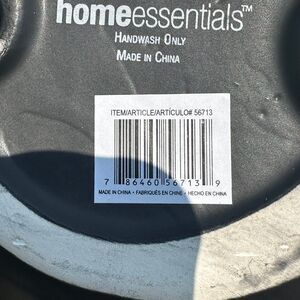 homeessentials™
HANDWASH ONLY
MADE IN CHINA
ITEM/ARTICLE/ARTÍCULO# 56713
7 86460 56713 9
MADE IN CHINA • FABRIQUÉS EN CHINE • HECHO EN CHINA